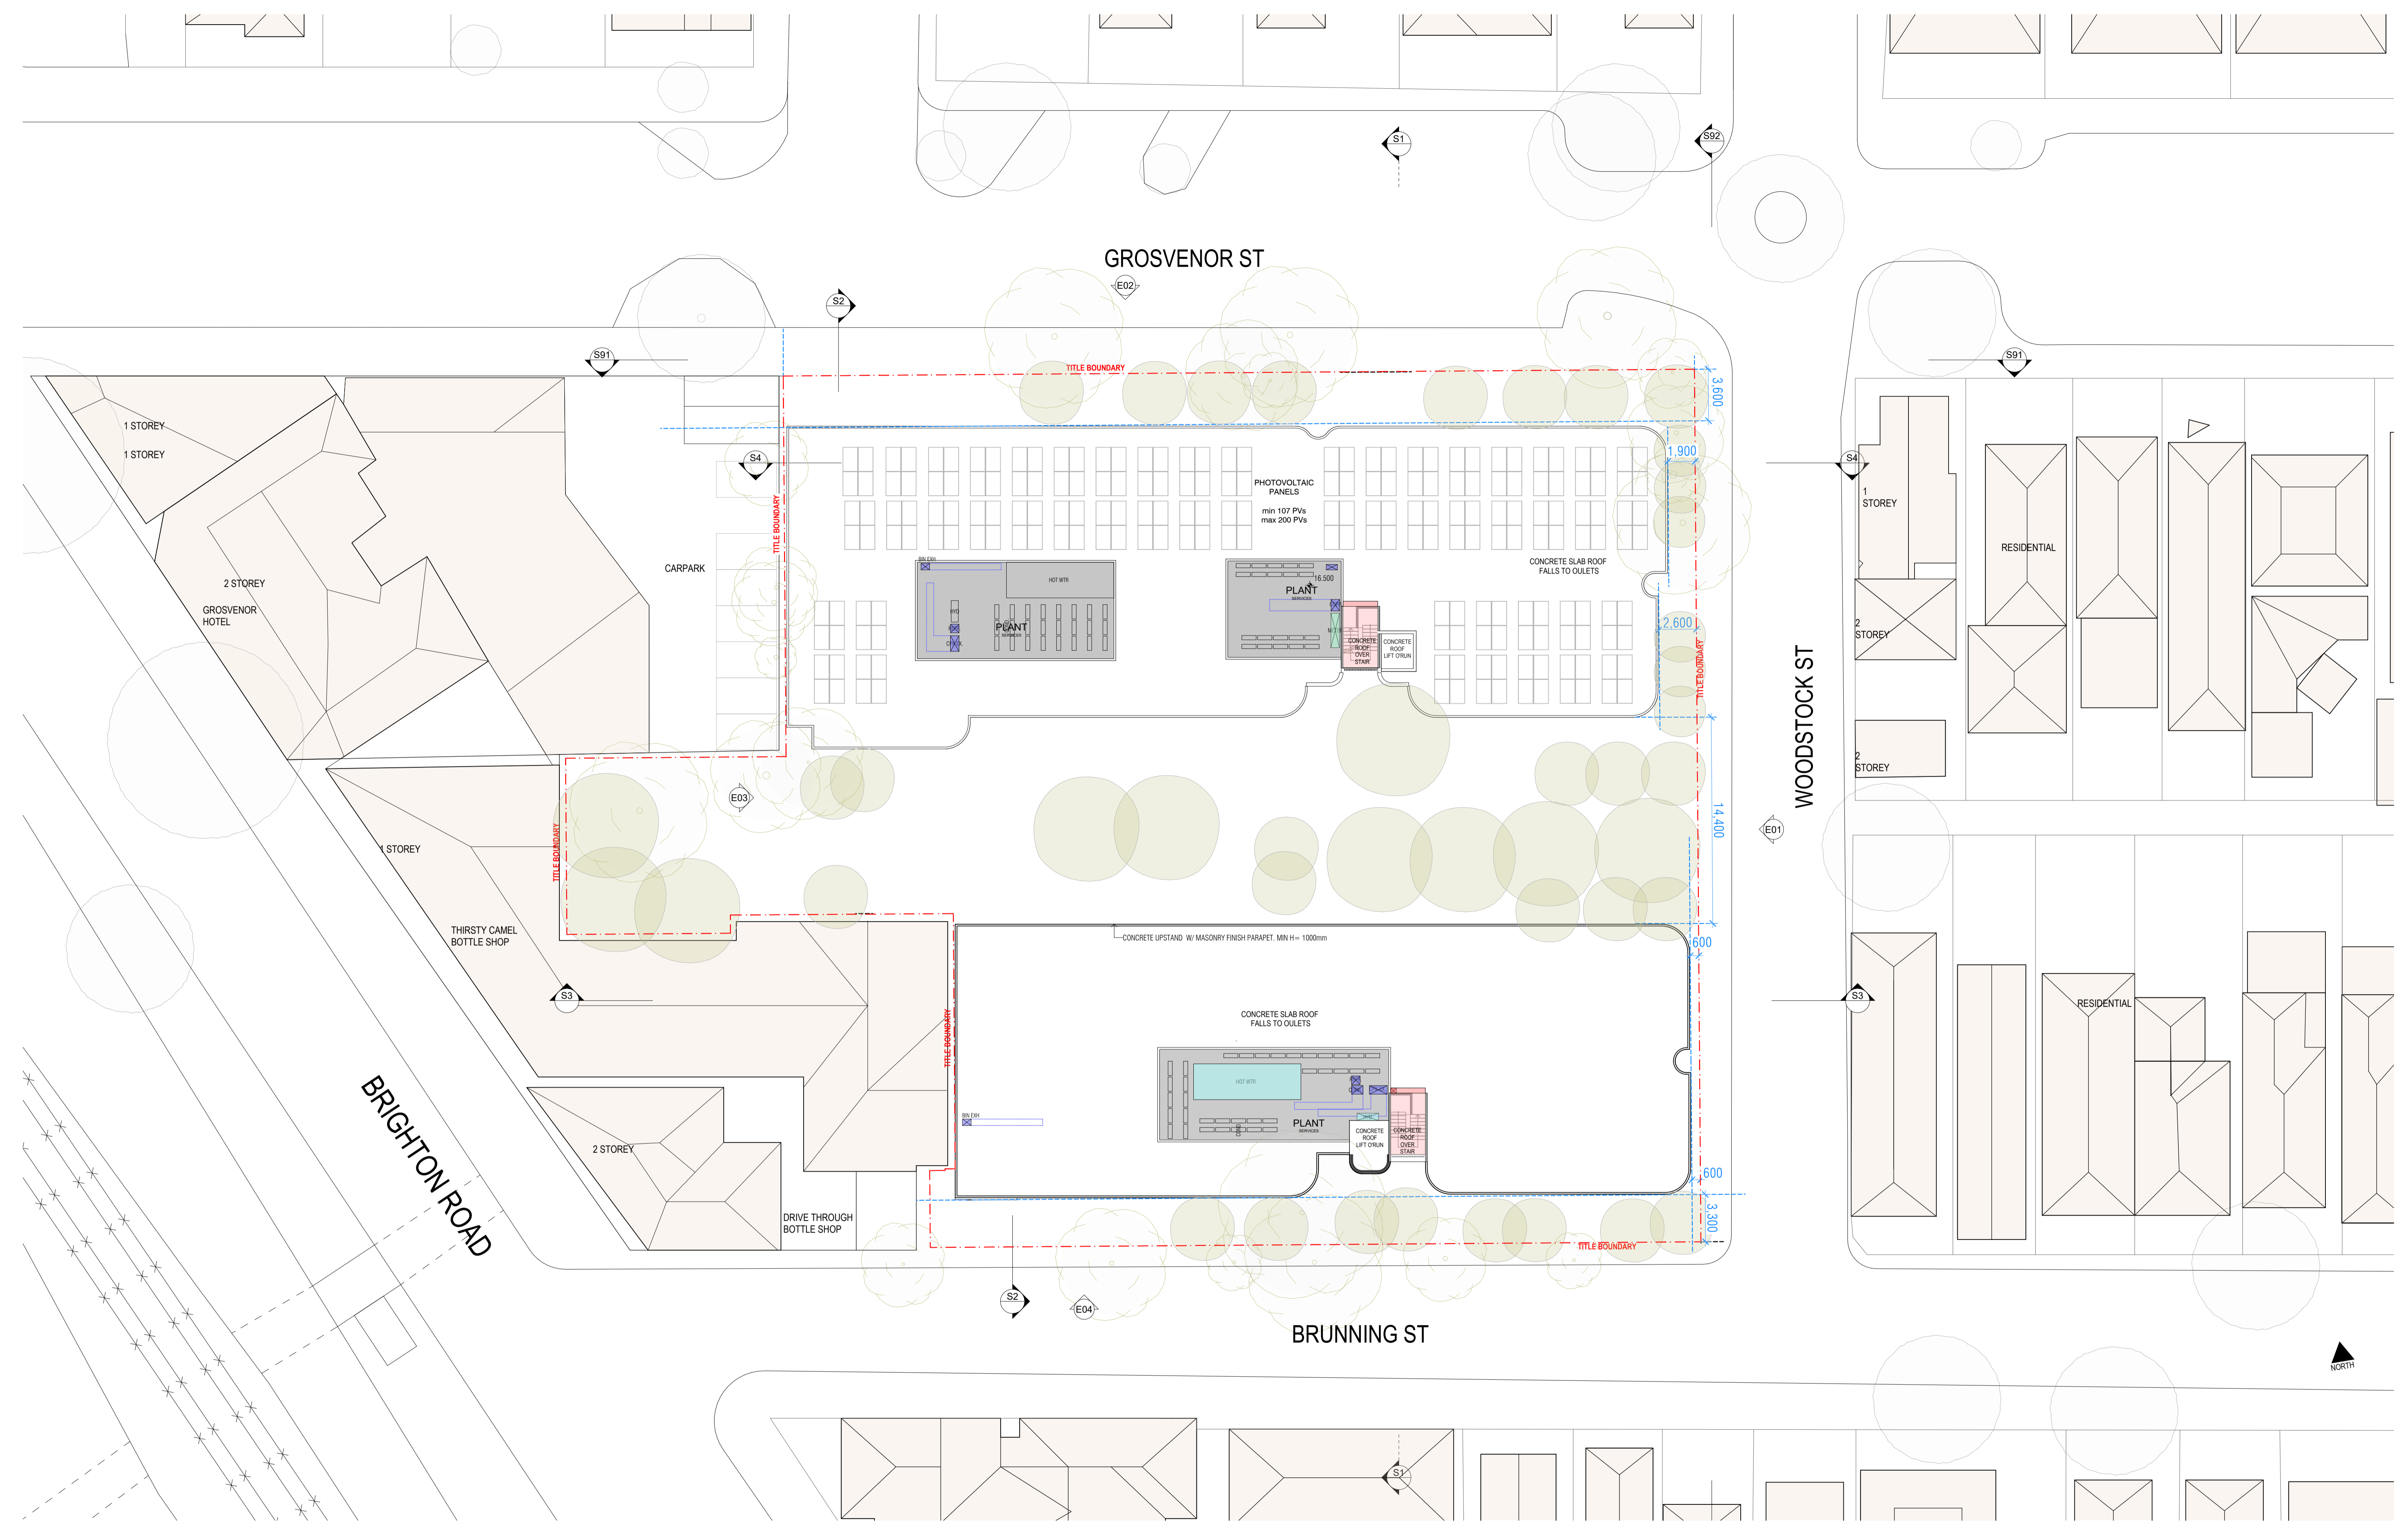 S1
S92
GROSVENOR ST
E02
S2
S91
S91
TITLE BOUNDARY
3,600
1 STOREY
1 STOREY
S4
1,900
S4
PHOTOVOLTAIC
PANELS
min 107 PVs
max 200 PVs
1
STOREY
TITLE BOUNDARY
RESIDENTIAL
CARPARK
BIN EXH
CONCRETE SLAB ROOF
FALLS TO OULETS
HOT WTR
16.500
PLANT
SERVICES
2 STOREY
GROSVENOR
HOTEL
HYD
PLANT
SERVICES
2,600
2
STOREY
CONCRETE
ROOF
OVER
STAIR
CONCRETE
ROOF
LIFT O'RUN
TITLE BOUNDARY
WOODSTOCK ST
2
STOREY
E03
14,400
E01
1 STOREY
TITLE BOUNDARY
THIRSTY CAMEL
BOTTLE SHOP
CONCRETE UPSTAND W/ MASONRY FINISH PARAPET. MIN H= 1000mm
600
S3
S3
RESIDENTIAL
CONCRETE SLAB ROOF
FALLS TO OULETS
TITLE BOUNDARY
HOT WTR
BIN EXH
COND
PLANT
SERVICES
CONCRETE
ROOF
LIFT O'RUN
CONCRETE
ROOF
OVER
STAIR
BRIGHTON ROAD
2 STOREY
600
DRIVE THROUGH
BOTTLE SHOP
3,300
TITLE BOUNDARY
S2
E04
BRUNNING ST
NORTH
S1